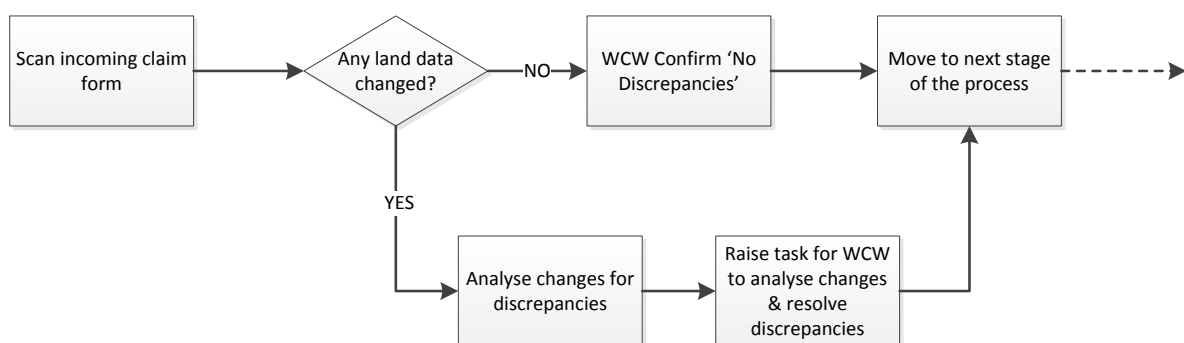 Scan incoming claim
form
Any land data
changed?
NO
WCW Confirm ‘No
Discrepancies’
Move to next stage
of the process
YES
Analyse changes for
discrepancies
Raise task for WCW
to analyse changes
& resolve
discrepancies